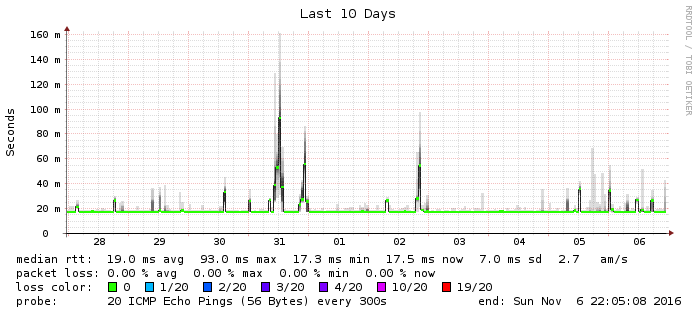 Last 10 Days
RRDTOOL / TOBI OETIKER
Seconds
160 m
140 m
120 m
100 m
80 m
60 m
40 m
20 m
0
28 29 30 31 01 02 03 04 05 06
median rtt: 19.0 ms avg 93.0 ms max 17.3 ms min 17.5 ms now 7.0 ms sd 2.7 am/s
packet loss: 0.00 % avg 0.00 % max 0.00 % min 0.00 % now
loss color: 0 1/20 2/20 3/20 4/20 10/20 19/20
probe: 20 ICMP Echo Pings (56 Bytes) every 300s end: Sun Nov 6 22:05:08 2016